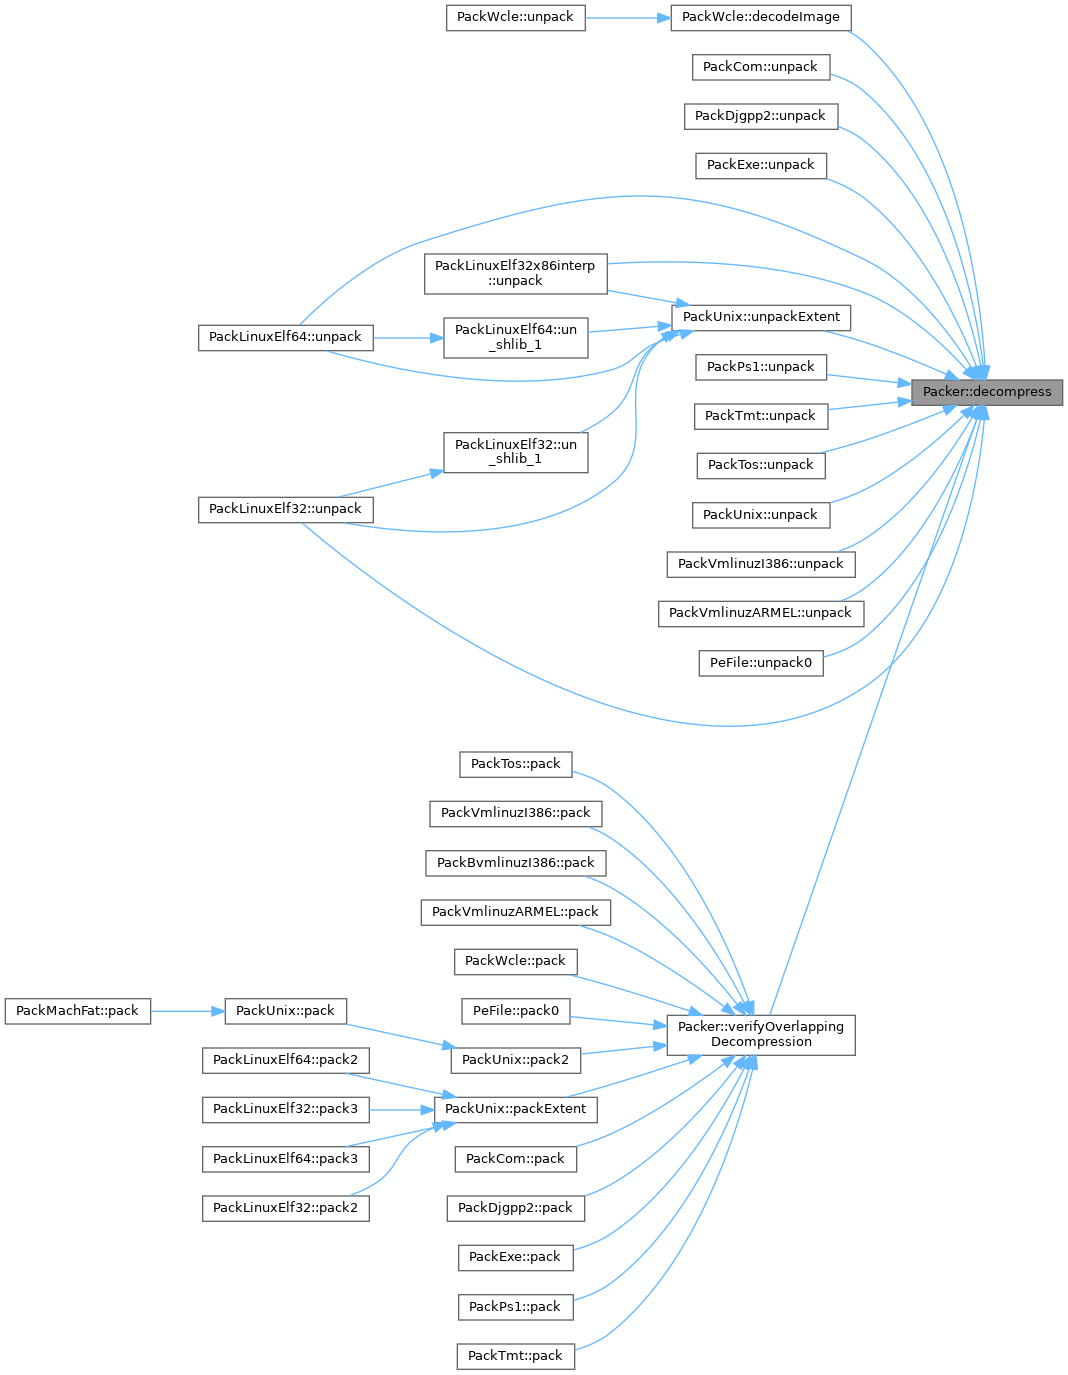 PackWcle::unpack
PackWcle::decodeImage
PackCom::unpack
PackDjgpp2::unpack
PackExe::unpack
PackLinuxElf32x86interp
::unpack
PackUnix::unpackExtent
PackLinuxElf64::unpack
PackLinuxElf64::un
_shlib_1
PackPs1::unpack
Packer::decompress
PackTmt::unpack
PackLinuxElf32::un
_shlib_1
PackTos::unpack
PackLinuxElf32::unpack
PackUnix::unpack
PackVmlinuzI386::unpack
PackVmlinuzARMEL::unpack
PeFile::unpack0
PackTos::pack
PackVmlinuzI386::pack
PackBvmlinuzI386::pack
PackVmlinuzARMEL::pack
PackWcle::pack
PackMachFat::pack
PackUnix::pack
PeFile::pack0
Packer::verifyOverlapping
Decompression
PackLinuxElf64::pack2
PackUnix::pack2
PackLinuxElf32::pack3
PackUnix::packExtent
PackLinuxElf64::pack3
PackCom::pack
PackLinuxElf32::pack2
PackDjgpp2::pack
PackExe::pack
PackPs1::pack
PackTmt::pack